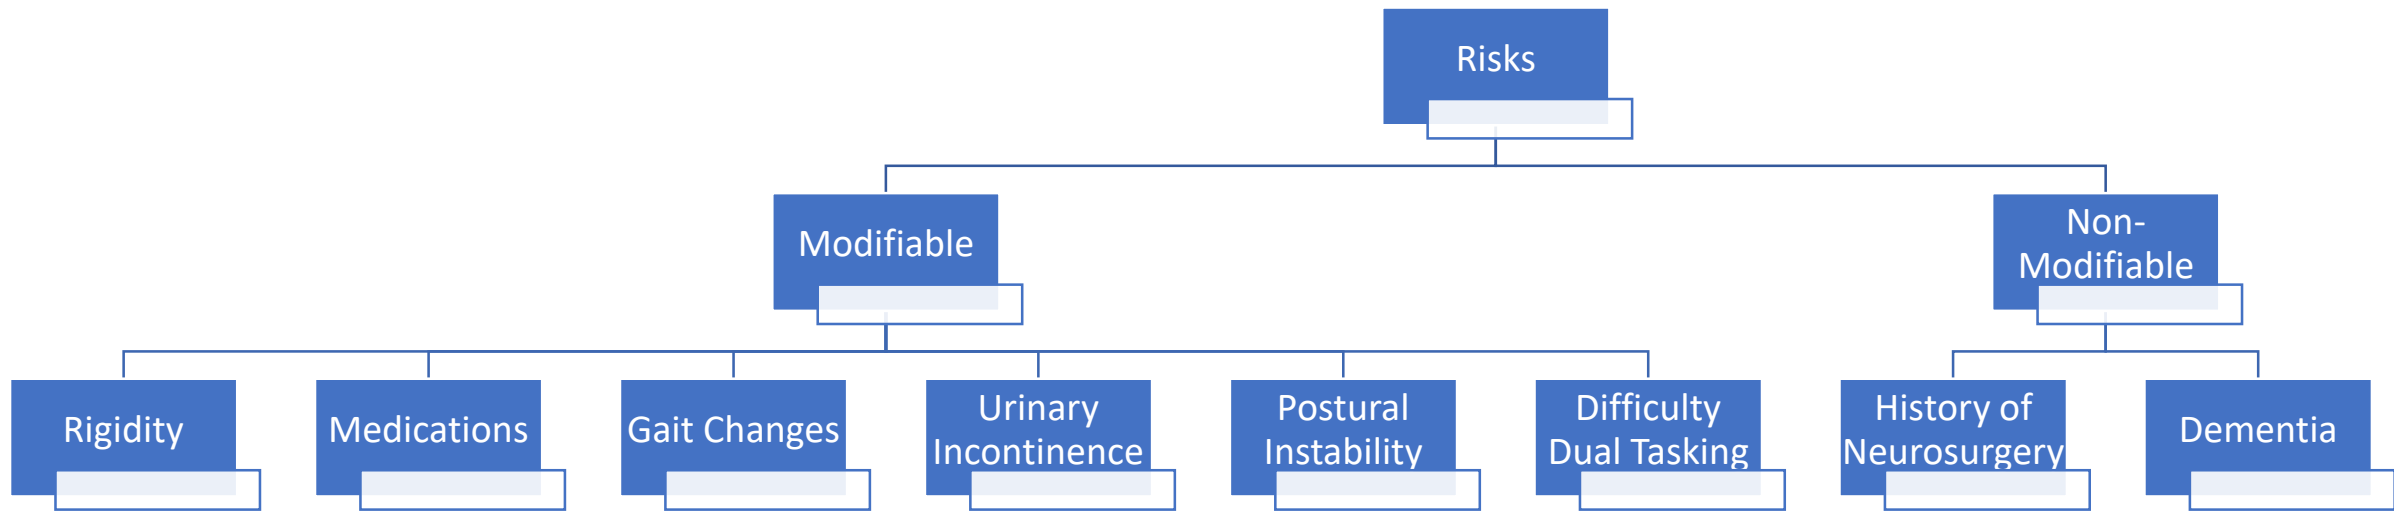 Risks
Modifiable
Non-
Modifiable
Rigidity
Medications
Gait Changes
Urinary
Incontinence
Postural
Instability
Difficulty
Dual Tasking
History of
Neurosurgery
Dementia